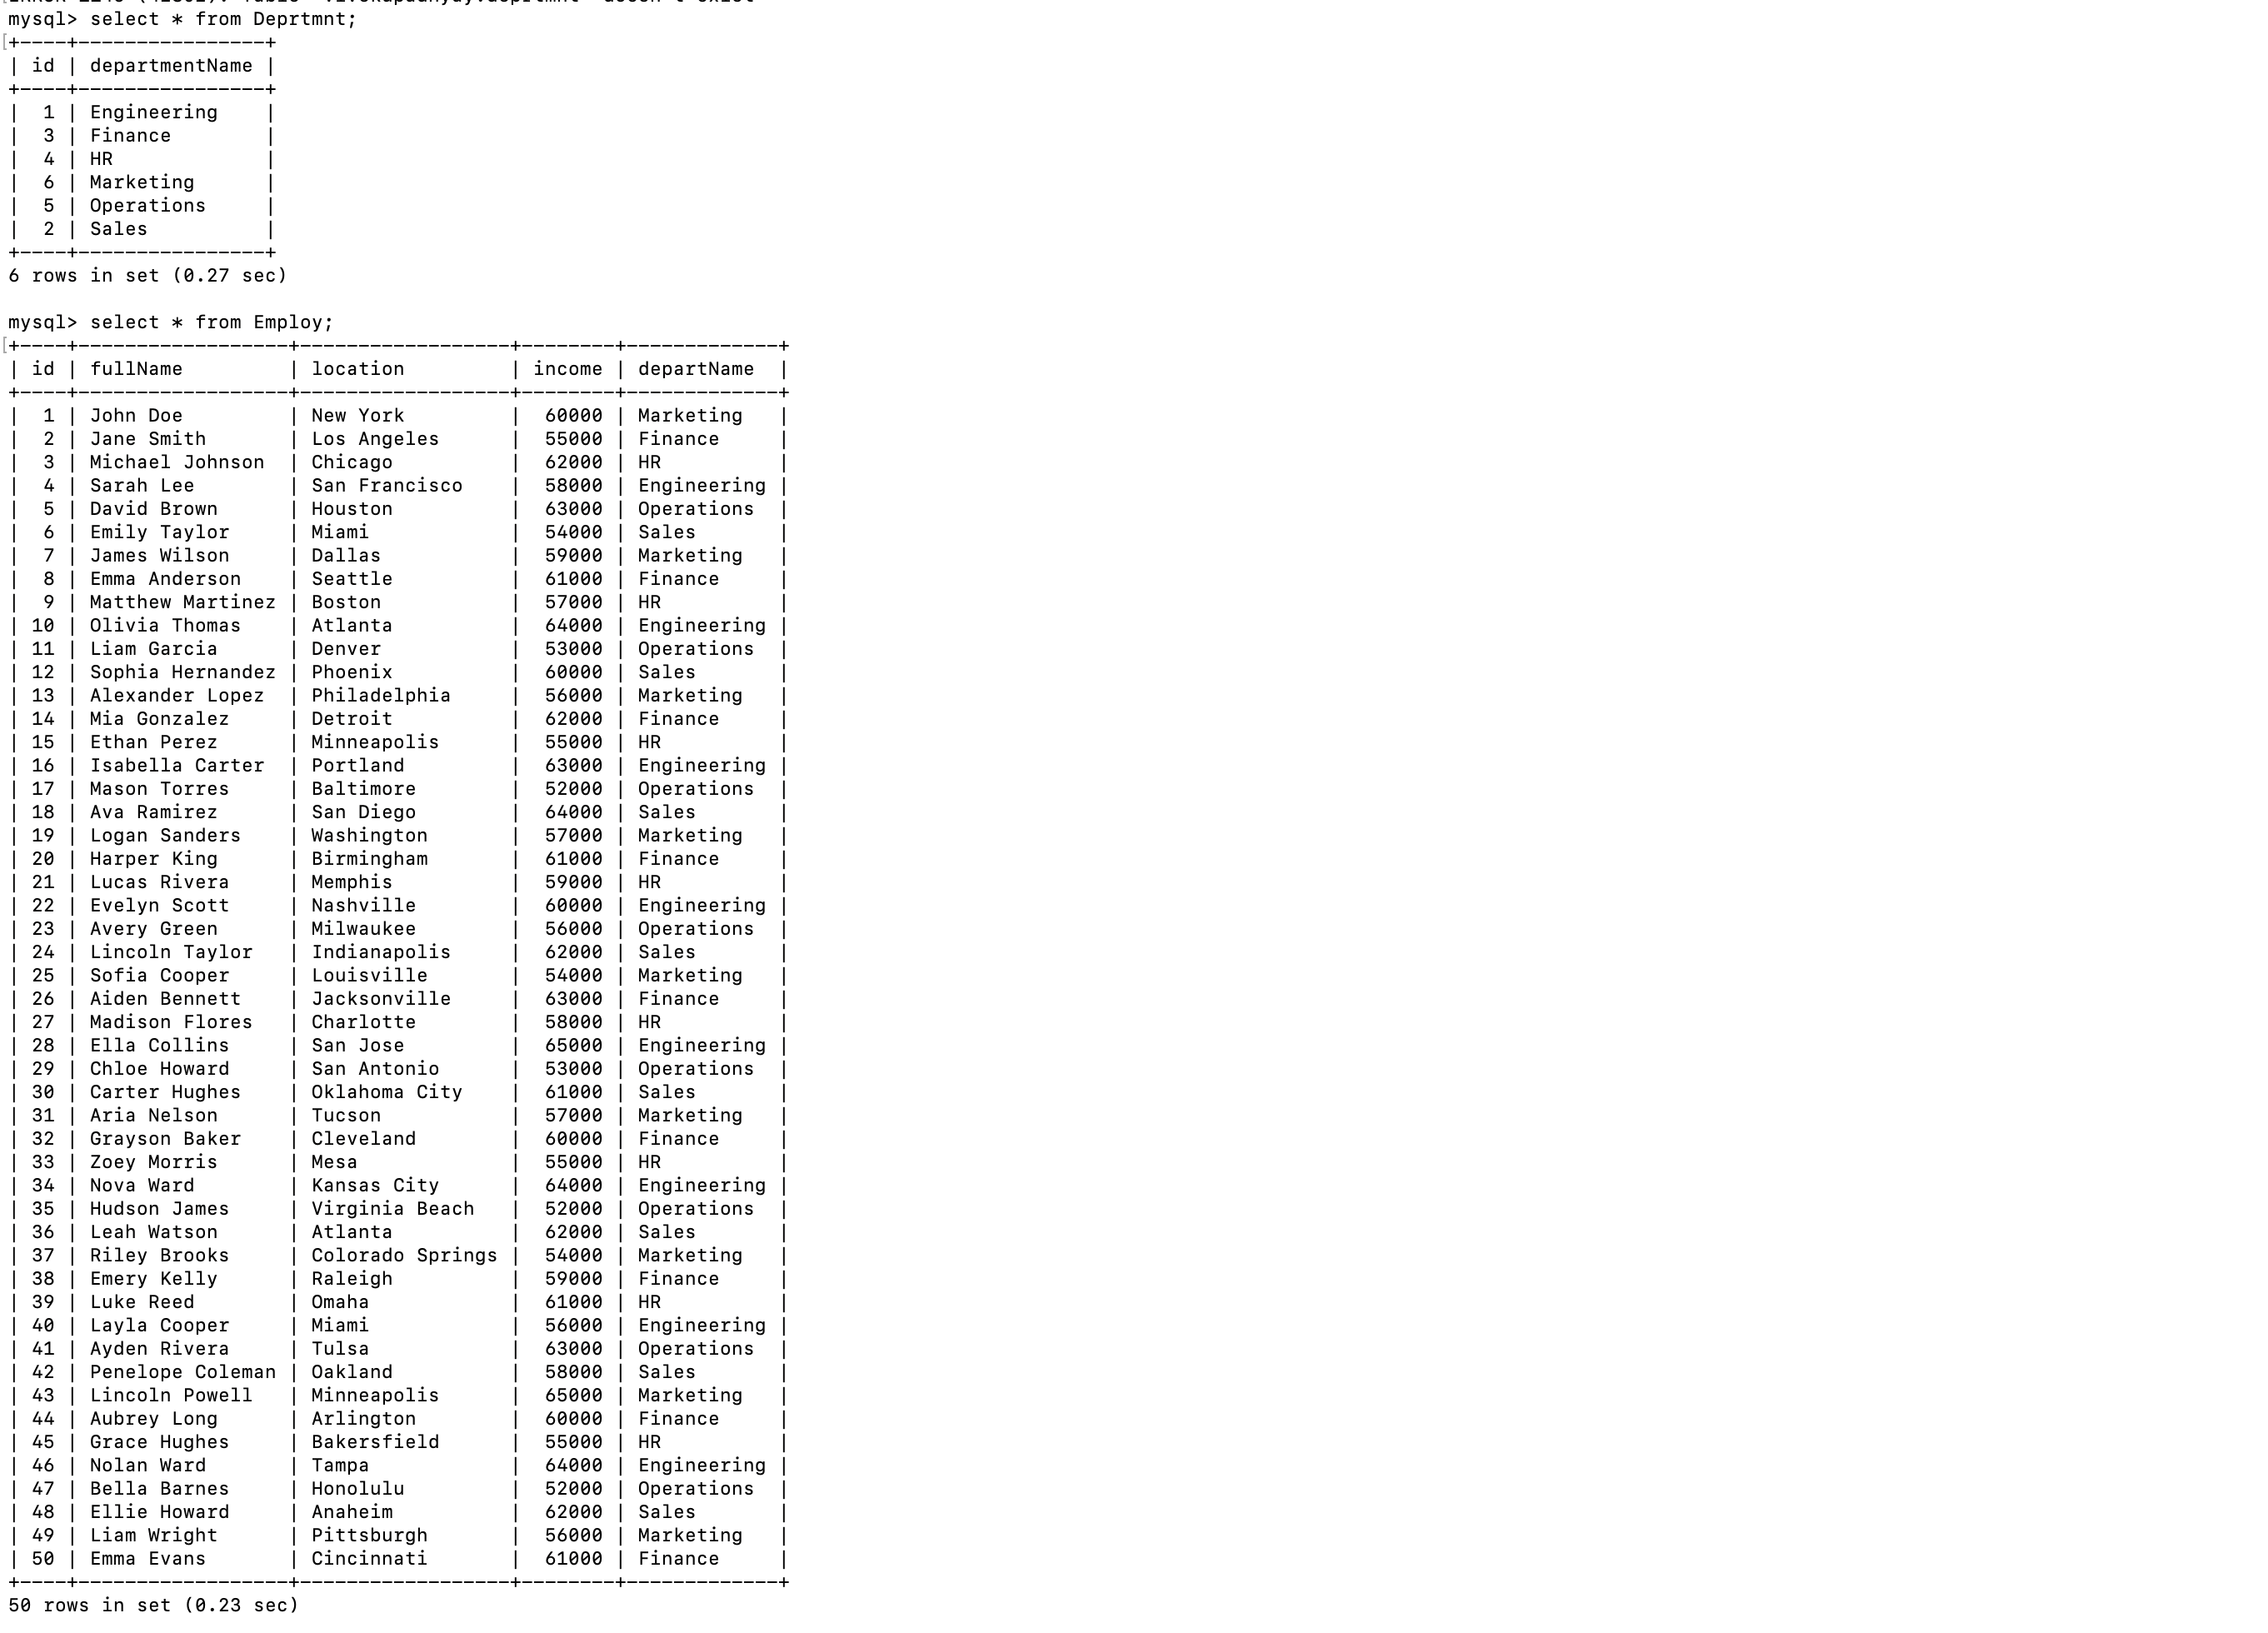 mysql> select * from Deprtmnt;
+----+----------------+
| id | departmentName |
+----+----------------+
|  1 | Engineering    |
|  3 | Finance        |
|  4 | HR             |
|  6 | Marketing      |
|  5 | Operations     |
|  2 | Sales          |
+----+----------------+
6 rows in set (0.27 sec)

mysql> select * from Employ;
+----+------------------+------------------+--------+-------------+
| id | fullName         | location         | income | departName  |
+----+------------------+------------------+--------+-------------+
|  1 | John Doe         | New York         |  60000 | Marketing   |
|  2 | Jane Smith       | Los Angeles      |  55000 | Finance     |
|  3 | Michael Johnson  | Chicago          |  62000 | HR          |
|  4 | Sarah Lee        | San Francisco    |  58000 | Engineering |
|  5 | David Brown      | Houston          |  63000 | Operations  |
|  6 | Emily Taylor     | Miami            |  54000 | Sales       |
|  7 | James Wilson     | Dallas           |  59000 | Marketing   |
|  8 | Emma Anderson    | Seattle          |  61000 | Finance     |
|  9 | Matthew Martinez | Boston           |  57000 | HR          |
| 10 | Olivia Thomas    | Atlanta          |  64000 | Engineering |
| 11 | Liam Garcia      | Denver           |  53000 | Operations  |
| 12 | Sophia Hernandez | Phoenix          |  60000 | Sales       |
| 13 | Alexander Lopez  | Philadelphia     |  56000 | Marketing   |
| 14 | Mia Gonzalez     | Detroit          |  62000 | Finance     |
| 15 | Ethan Perez      | Minneapolis      |  55000 | HR          |
| 16 | Isabella Carter  | Portland         |  63000 | Engineering |
| 17 | Mason Torres     | Baltimore        |  52000 | Operations  |
| 18 | Ava Ramirez      | San Diego        |  64000 | Sales       |
| 19 | Logan Sanders    | Washington       |  57000 | Marketing   |
| 20 | Harper King      | Birmingham       |  61000 | Finance     |
| 21 | Lucas Rivera     | Memphis          |  59000 | HR          |
| 22 | Evelyn Scott     | Nashville        |  60000 | Engineering |
| 23 | Avery Green      | Milwaukee        |  56000 | Operations  |
| 24 | Lincoln Taylor   | Indianapolis     |  62000 | Sales       |
| 25 | Sofia Cooper     | Louisville       |  54000 | Marketing   |
| 26 | Aiden Bennett    | Jacksonville     |  63000 | Finance     |
| 27 | Madison Flores   | Charlotte        |  58000 | HR          |
| 28 | Ella Collins     | San Jose         |  65000 | Engineering |
| 29 | Chloe Howard     | San Antonio      |  53000 | Operations  |
| 30 | Carter Hughes    | Oklahoma City    |  61000 | Sales       |
| 31 | Aria Nelson      | Tucson           |  57000 | Marketing   |
| 32 | Grayson Baker    | Cleveland        |  60000 | Finance     |
| 33 | Zoey Morris      | Mesa             |  55000 | HR          |
| 34 | Nova Ward        | Kansas City      |  64000 | Engineering |
| 35 | Hudson James     | Virginia Beach   |  52000 | Operations  |
| 36 | Leah Watson      | Atlanta          |  62000 | Sales       |
| 37 | Riley Brooks     | Colorado Springs |  54000 | Marketing   |
| 38 | Emery Kelly      | Raleigh          |  59000 | Finance     |
| 39 | Luke Reed        | Omaha            |  61000 | HR          |
| 40 | Layla Cooper     | Miami            |  56000 | Engineering |
| 41 | Ayden Rivera     | Tulsa            |  63000 | Operations  |
| 42 | Penelope Coleman | Oakland          |  58000 | Sales       |
| 43 | Lincoln Powell   | Minneapolis      |  65000 | Marketing   |
| 44 | Aubrey Long      | Arlington        |  60000 | Finance     |
| 45 | Grace Hughes     | Bakersfield      |  55000 | HR          |
| 46 | Nolan Ward       | Tampa            |  64000 | Engineering |
| 47 | Bella Barnes     | Honolulu         |  52000 | Operations  |
| 48 | Ellie Howard     | Anaheim          |  62000 | Sales       |
| 49 | Liam Wright      | Pittsburgh       |  56000 | Marketing   |
| 50 | Emma Evans       | Cincinnati       |  61000 | Finance     |
+----+------------------+------------------+--------+-------------+
50 rows in set (0.23 sec)